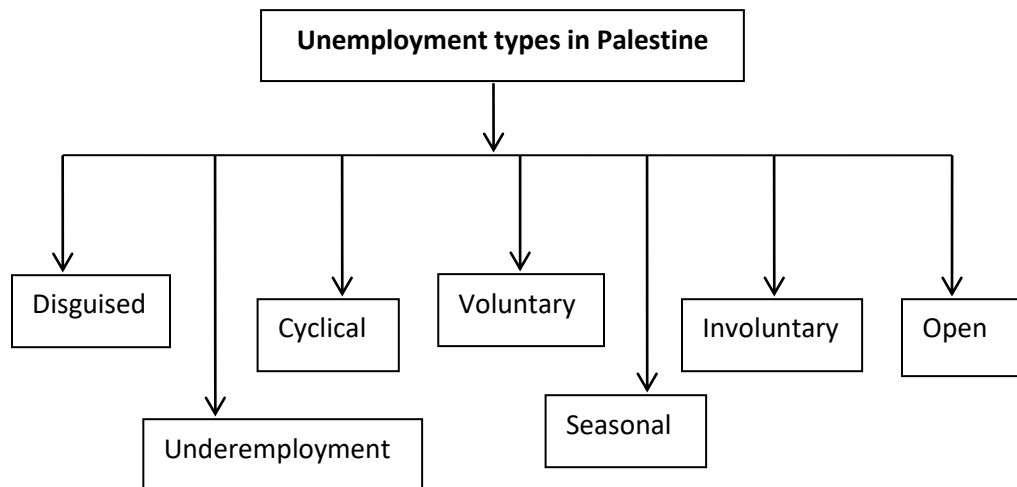 Unemployment types in Palestine
Disguised
Underemployment
Cyclical
Voluntary
Seasonal
Involuntary
Open